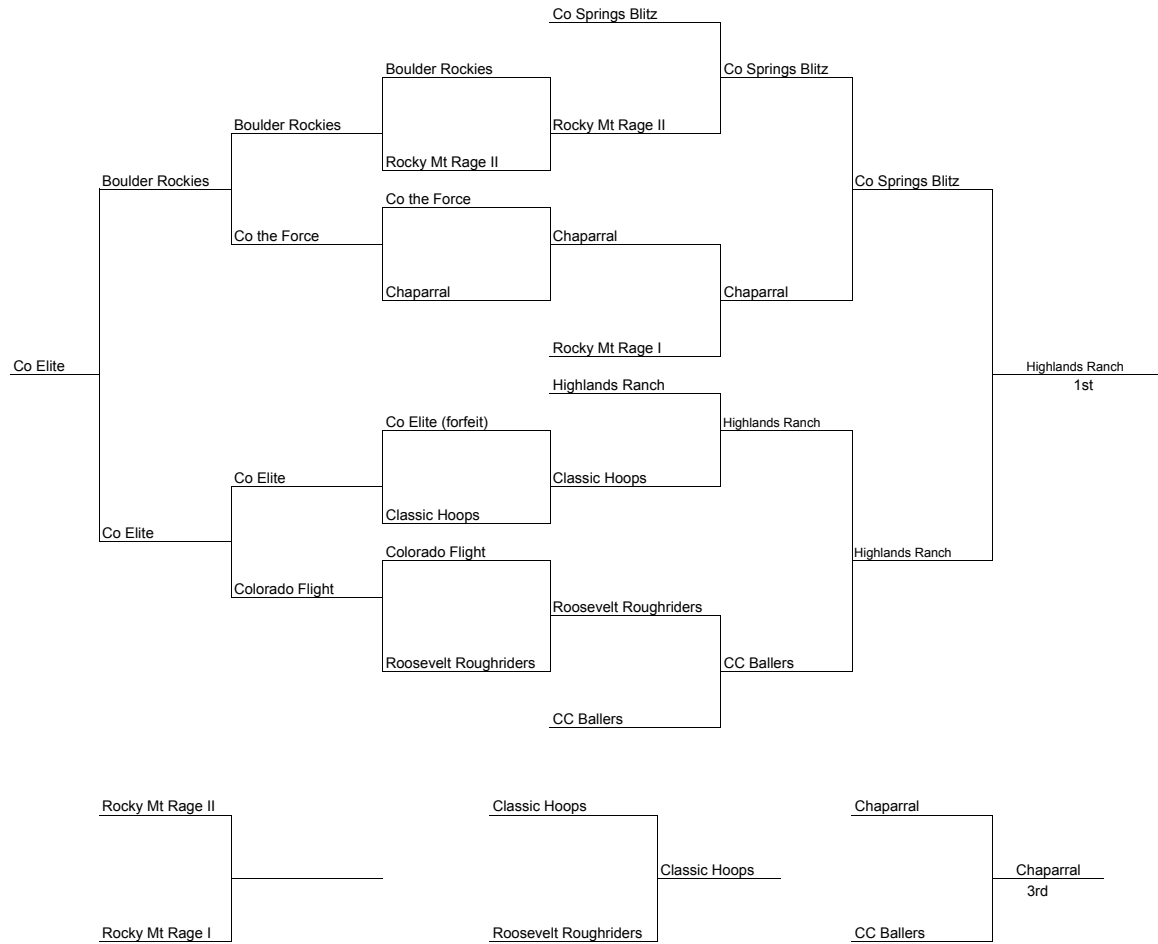 Co Springs Blitz
Boulder Rockies
Co Springs Blitz
Boulder Rockies
Rocky Mt Rage II
Rocky Mt Rage II
Boulder Rockies
Co Springs Blitz
Co the Force
Co the Force
Chaparral
Chaparral
Chaparral
Rocky Mt Rage I
Co Elite
Highlands Ranch
1st
Highlands Ranch
Co Elite (forfeit)
Highlands Ranch
Co Elite
Classic Hoops
Classic Hoops
Co Elite
Colorado Flight
Highlands Ranch
Colorado Flight
Roosevelt Roughriders
Roosevelt Roughriders
CC Ballers
CC Ballers
Rocky Mt Rage II
Classic Hoops
Chaparral
Classic Hoops
Chaparral
3rd
Rocky Mt Rage I
Roosevelt Roughriders
CC Ballers